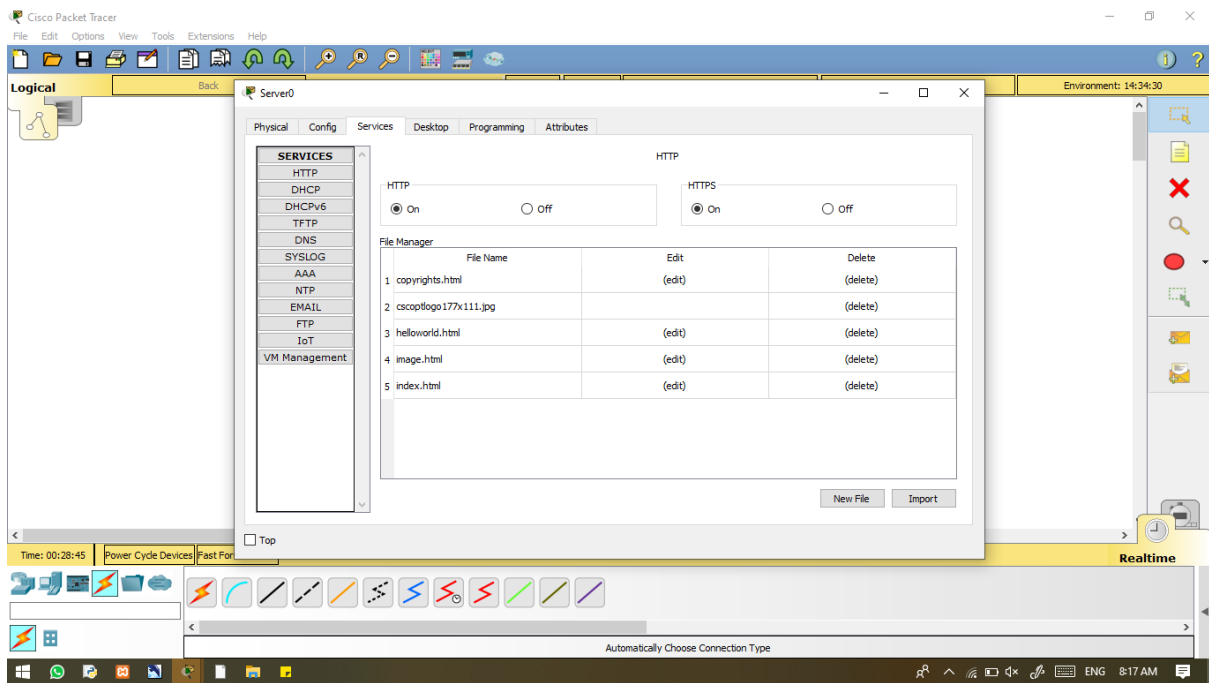 Cisco Packet Tracer
File Edit Options View Tools Extensions Help
Logical
Back
Environment: 14:34:30
Server0
Physical Config Services Desktop Programming Attributes
SERVICES
HTTP
DHCP
DHCPv6
TFTP
DNS
SYSLOG
AAA
NTP
EMAIL
FTP
IoT
VM Management
HTTP
HTTP
On Off
HTTPS
On Off
File Manager
File Name Edit Delete
1 copyrights.html (edit) (delete)
2 cscoptlogo177x111.jpg (delete)
3 helloworld.html (edit) (delete)
4 image.html (edit) (delete)
5 index.html (edit) (delete)
New File Import
Top
Time: 00:28:45 Power Cycle Devices Fast For
Realtime
Automatically Choose Connection Type
ENG 8:17 AM